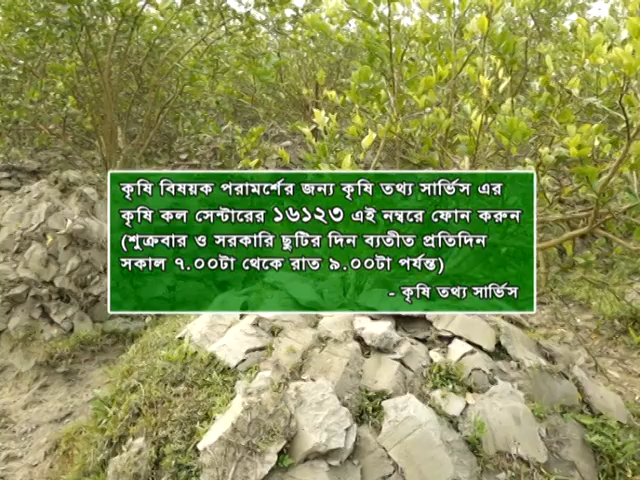 কৃষি বিষয়ক পরামর্শের জন্য কৃষি তথ্য সার্ভিস এর
কৃষি কল সেন্টারের ১৬১২৩ এই নম্বরে ফোন করুন
(শুক্রবার ও সরকারি ছুটির দিন ব্যতীত প্রতিদিন
সকাল ৭.০০টা থেকে রাত ৯.০০টা পর্যন্ত)
- কৃষি তথ্য সার্ভিস